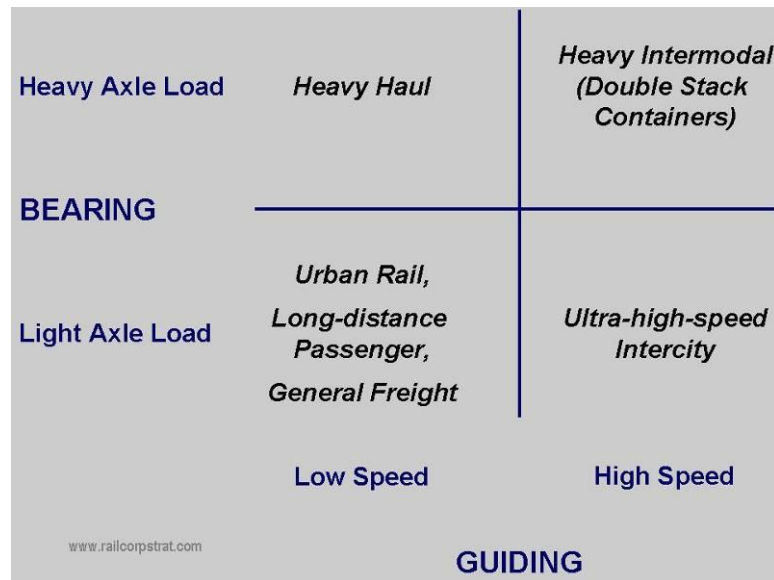 Heavy Axle Load
Heavy Haul
Heavy Intermodal
(Double Stack
Containers)
BEARING
Light Axle Load
Urban Rail,
Long-distance
Passenger,
General Freight
Ultra-high-speed
Intercity
Low Speed
High Speed
www.railcorpstrat.com
GUIDING